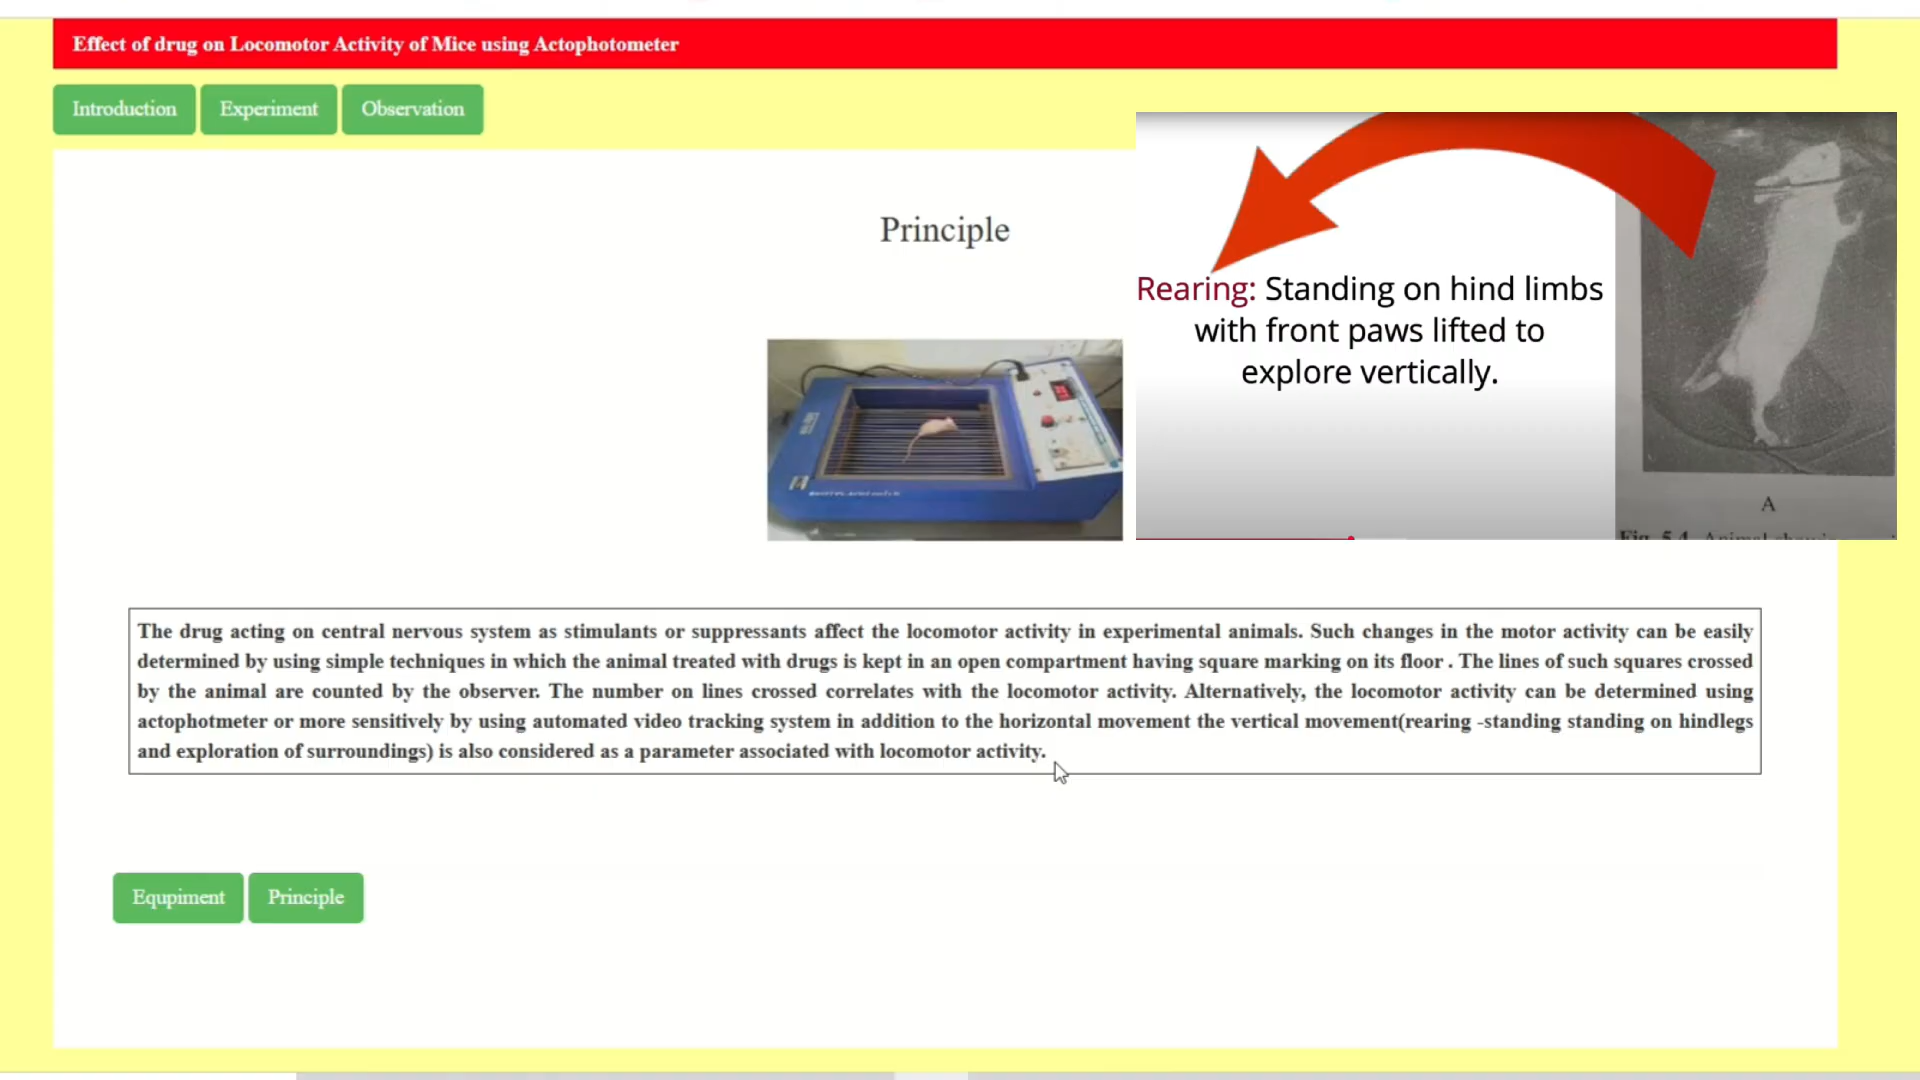 Effect of drug on Locomotor Activity of Mice using Actophotometer
Introduction
Experiment
Observation
Principle
Rearing: Standing on hind limbs
with front paws lifted to
explore vertically.
A
Fig. 5.4 Animal
The drug acting on central nervous system as stimulants or suppressants affect the locomotor activity in experimental animals. Such changes in the motor activity can be easily
determined by using simple techniques in which the animal treated with drugs is kept in an open compartment having square marking on its floor . The lines of such squares crossed
by the animal are counted by the observer. The number on lines crossed correlates with the locomotor activity. Alternatively, the locomotor activity can be determined using
actophotmeter or more sensitively by using automated video tracking system in addition to the horizontal movement the vertical movement(rearing -standing standing on hindlegs
and exploration of surroundings) is also considered as a parameter associated with locomotor activity.
Equpiment
Principle